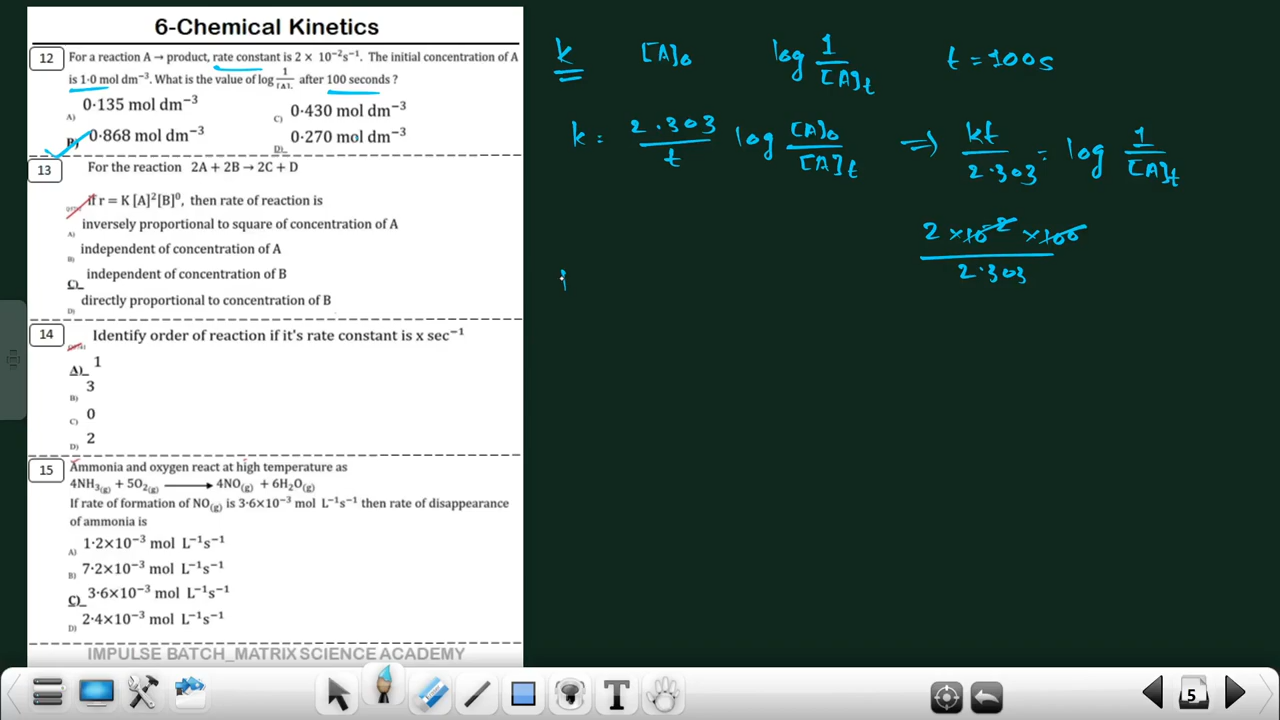 6-Chemical Kinetics
12
For a reaction A → product, rate constant is 2 × 10⁻²s⁻¹. The initial concentration of A
is 1·0 mol dm⁻³. What is the value of log 1/[A]ₜ after 100 seconds ?
A) 0·135 mol dm⁻³
C) 0·430 mol dm⁻³
B) 0·868 mol dm⁻³
D) 0·270 mol dm⁻³
13
For the reaction 2A + 2B → 2C + D
if r = K [A]²[B]⁰, then rate of reaction is
A) inversely proportional to square of concentration of A
B) independent of concentration of A
C) independent of concentration of B
D) directly proportional to concentration of B
14
Identify order of reaction if it's rate constant is x sec⁻¹
A) 1
B) 3
C) 0
D) 2
15
Ammonia and oxygen react at high temperature as
4NH₃(g) + 5O₂(g) ⟶ 4NO(g) + 6H₂O(g)
If rate of formation of NO(g) is 3·6×10⁻³ mol L⁻¹s⁻¹ then rate of disappearance
of ammonia is
A) 1·2×10⁻³ mol L⁻¹s⁻¹
B) 7·2×10⁻³ mol L⁻¹s⁻¹
C) 3·6×10⁻³ mol L⁻¹s⁻¹
D) 2·4×10⁻³ mol L⁻¹s⁻¹
IMPULSE BATCH_MATRIX SCIENCE ACADEMY
k [A]₀ log 1/[A]t t = 100s
k = 2.303/t log [A]₀/[A]t ⇒ kt/2.303 = log 1/[A]t
2 × 10⁻² × 100 / 2.303
T
5